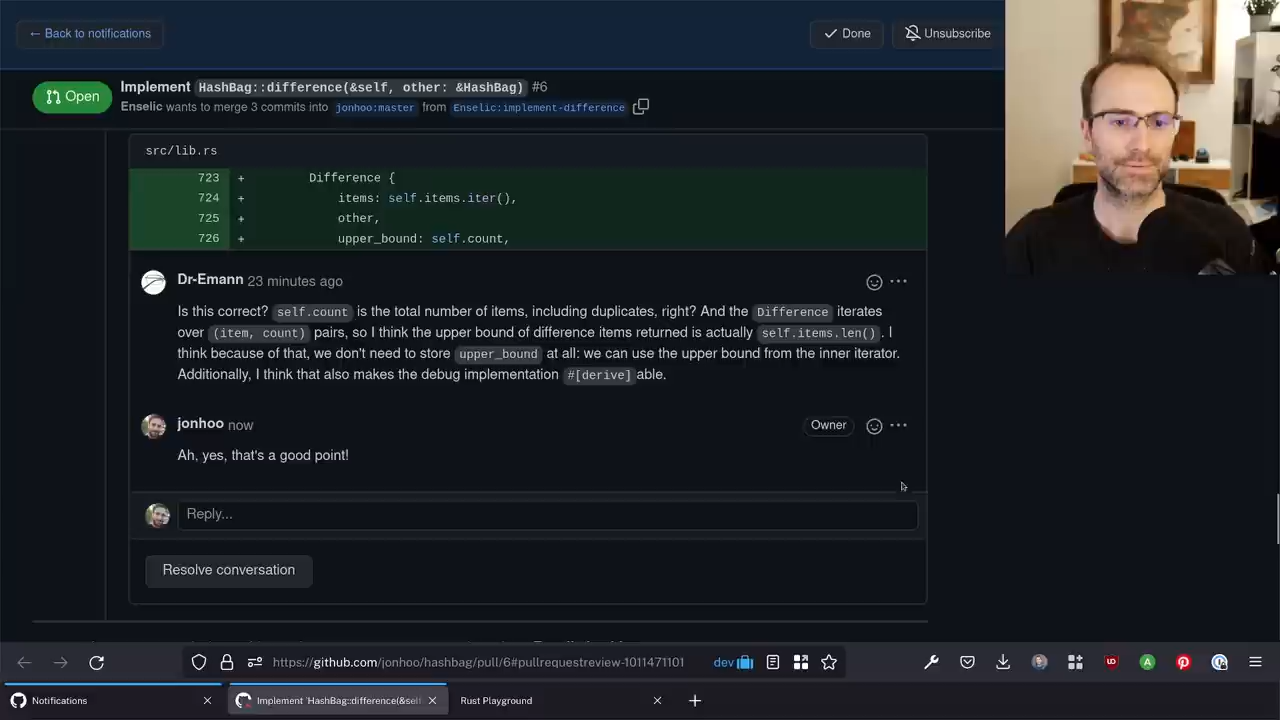 ← Back to notifications
Done
Unsubscribe
Open
Implement HashBag::difference(&self, other: &HashBag) #6
Enselic wants to merge 3 commits into jonhoo:master from Enselic:implement-difference
src/lib.rs
723 + Difference {
724 + items: self.items.iter(),
725 + other,
726 + upper_bound: self.count,
Dr-Emann 23 minutes ago
Is this correct? self.count is the total number of items, including duplicates, right? And the Difference iterates
over (item, count) pairs, so I think the upper bound of difference items returned is actually self.items.len(). I
think because of that, we don't need to store upper_bound at all: we can use the upper bound from the inner iterator.
Additionally, I think that also makes the debug implementation #[derive]able.
jonhoo now
Owner
Ah, yes, that's a good point!
Reply...
Resolve conversation
https://github.com/jonhoo/hashbag/pull/6#pullrequestreview-1011471101
dev
Notifications
Implement `HashBag::difference(&self
Rust Playground